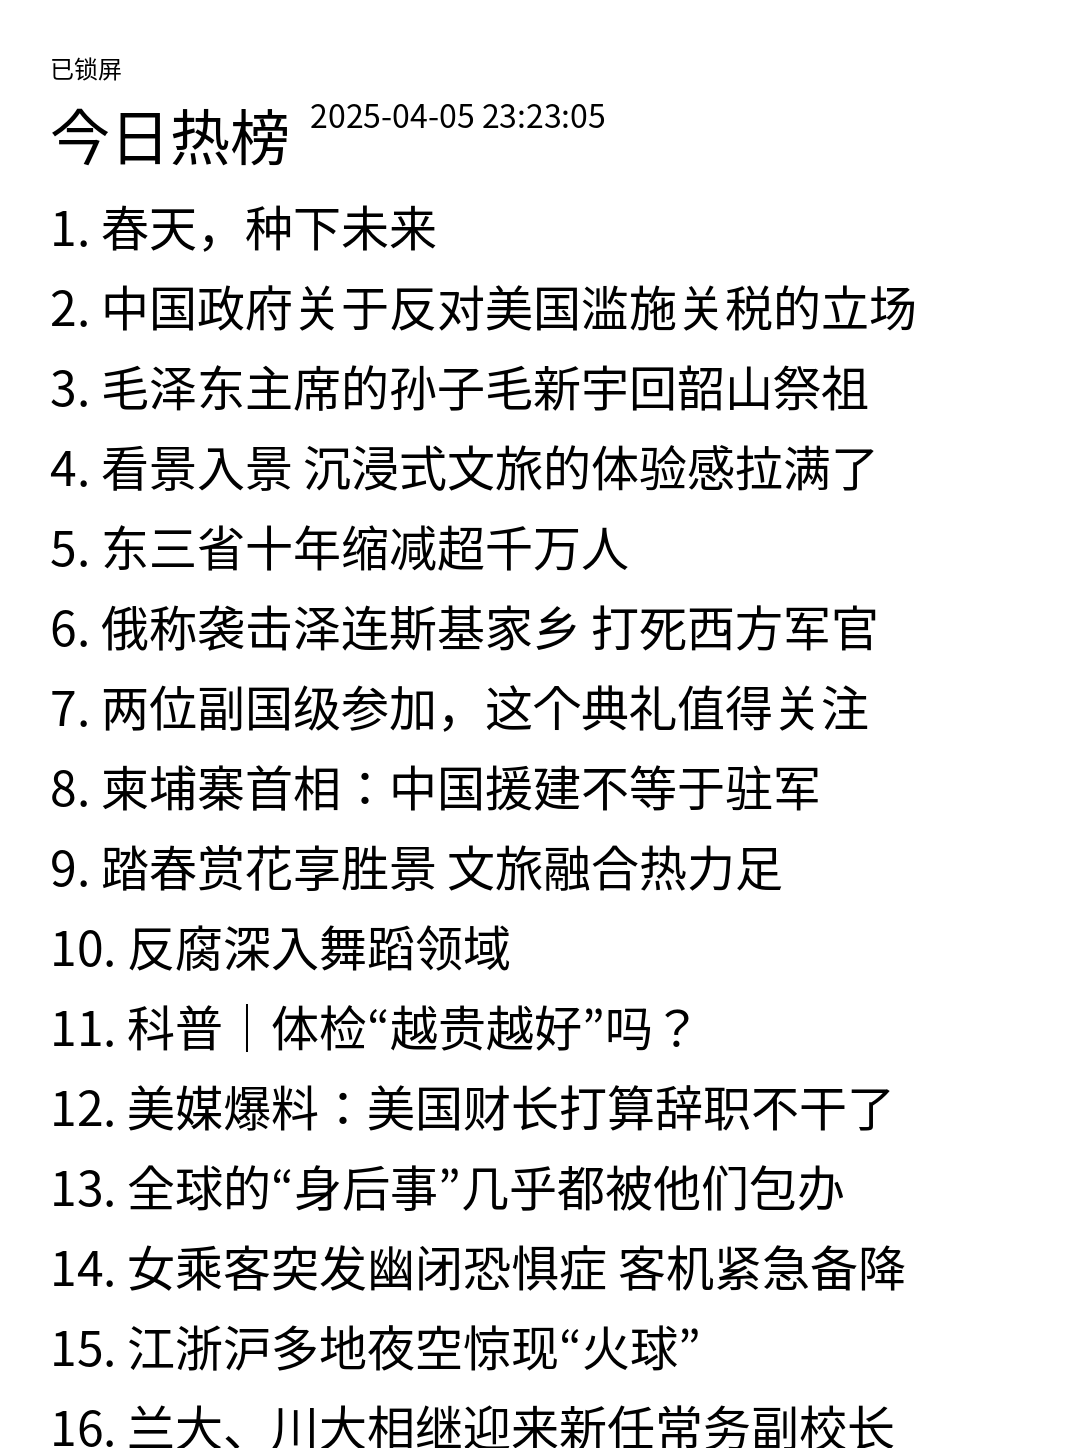 已锁屏
今日热榜 2025-04-05 23:23:05
1. 春天，种下未来
2. 中国政府关于反对美国滥施关税的立场
3. 毛泽东主席的孙子毛新宇回韶山祭祖
4. 看景入景 沉浸式文旅的体验感拉满了
5. 东三省十年缩减超千万人
6. 俄称袭击泽连斯基家乡 打死西方军官
7. 两位副国级参加，这个典礼值得关注
8. 柬埔寨首相：中国援建不等于驻军
9. 踏春赏花享胜景 文旅融合热力足
10. 反腐深入舞蹈领域
11. 科普｜体检“越贵越好”吗？
12. 美媒爆料：美国财长打算辞职不干了
13. 全球的“身后事”几乎都被他们包办
14. 女乘客突发幽闭恐惧症 客机紧急备降
15. 江浙沪多地夜空惊现“火球”
16. 兰大、川大相继迎来新任常务副校长